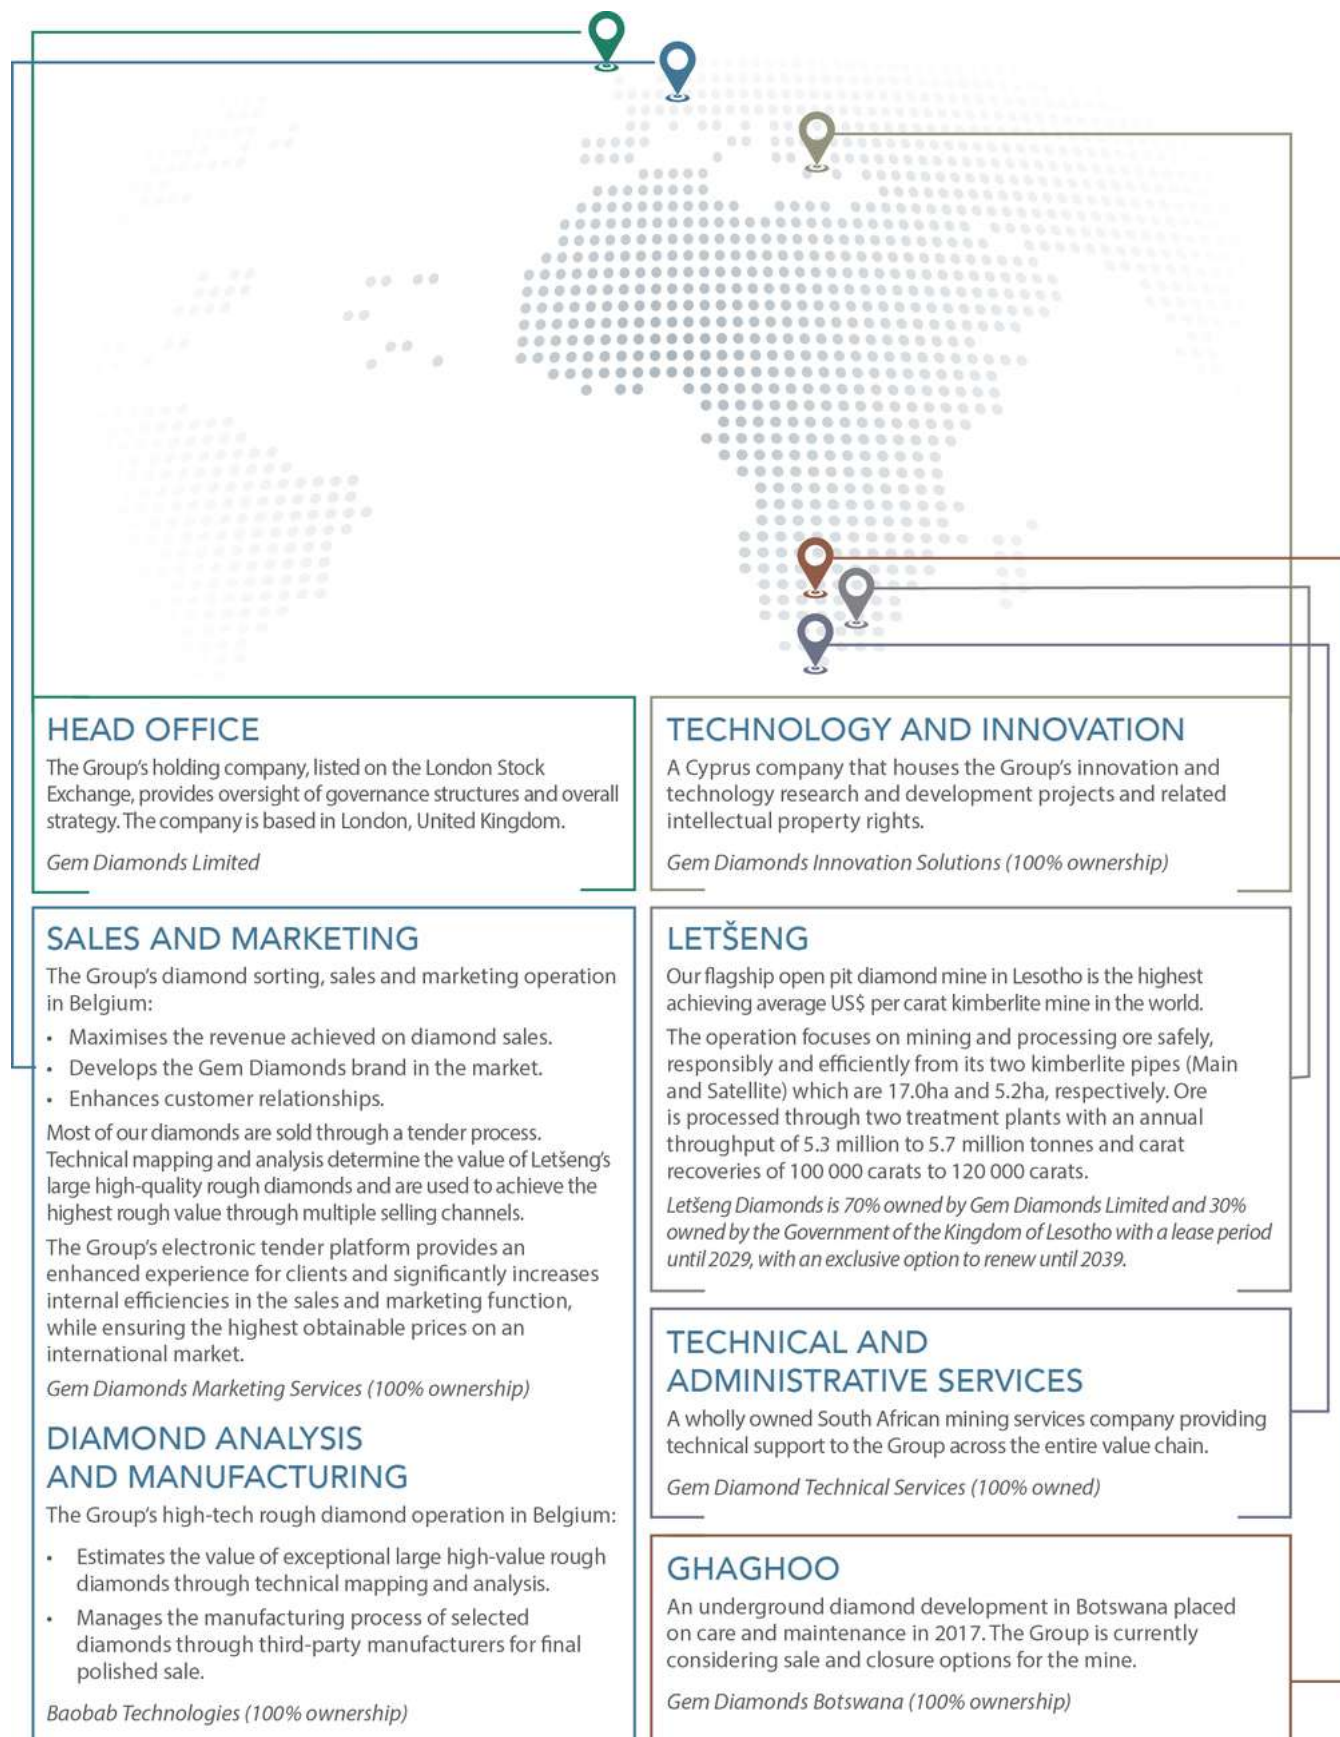 HEAD OFFICE
The Group's holding company, listed on the London Stock
Exchange, provides oversight of governance structures and overall
strategy. The company is based in London, United Kingdom.
Gem Diamonds Limited
SALES AND MARKETING
The Group's diamond sorting, sales and marketing operation
in Belgium:
• Maximises the revenue achieved on diamond sales.
• Develops the Gem Diamonds brand in the market.
• Enhances customer relationships.
Most of our diamonds are sold through a tender process.
Technical mapping and analysis determine the value of Letšeng's
large high-quality rough diamonds and are used to achieve the
highest rough value through multiple selling channels.
The Group's electronic tender platform provides an
enhanced experience for clients and significantly increases
internal efficiencies in the sales and marketing function,
while ensuring the highest obtainable prices on an
international market.
Gem Diamonds Marketing Services (100% ownership)
DIAMOND ANALYSIS
AND MANUFACTURING
The Group's high-tech rough diamond operation in Belgium:
• Estimates the value of exceptional large high-value rough
diamonds through technical mapping and analysis.
• Manages the manufacturing process of selected
diamonds through third-party manufacturers for final
polished sale.
Baobab Technologies (100% ownership)
TECHNOLOGY AND INNOVATION
A Cyprus company that houses the Group's innovation and
technology research and development projects and related
intellectual property rights.
Gem Diamonds Innovation Solutions (100% ownership)
LETŠENG
Our flagship open pit diamond mine in Lesotho is the highest
achieving average US$ per carat kimberlite mine in the world.
The operation focuses on mining and processing ore safely,
responsibly and efficiently from its two kimberlite pipes (Main
and Satellite) which are 17.0ha and 5.2ha, respectively. Ore
is processed through two treatment plants with an annual
throughput of 5.3 million to 5.7 million tonnes and carat
recoveries of 100 000 carats to 120 000 carats.
Letšeng Diamonds is 70% owned by Gem Diamonds Limited and 30%
owned by the Government of the Kingdom of Lesotho with a lease period
until 2029, with an exclusive option to renew until 2039.
TECHNICAL AND
ADMINISTRATIVE SERVICES
A wholly owned South African mining services company providing
technical support to the Group across the entire value chain.
Gem Diamond Technical Services (100% owned)
GHAGHOO
An underground diamond development in Botswana placed
on care and maintenance in 2017. The Group is currently
considering sale and closure options for the mine.
Gem Diamonds Botswana (100% ownership)